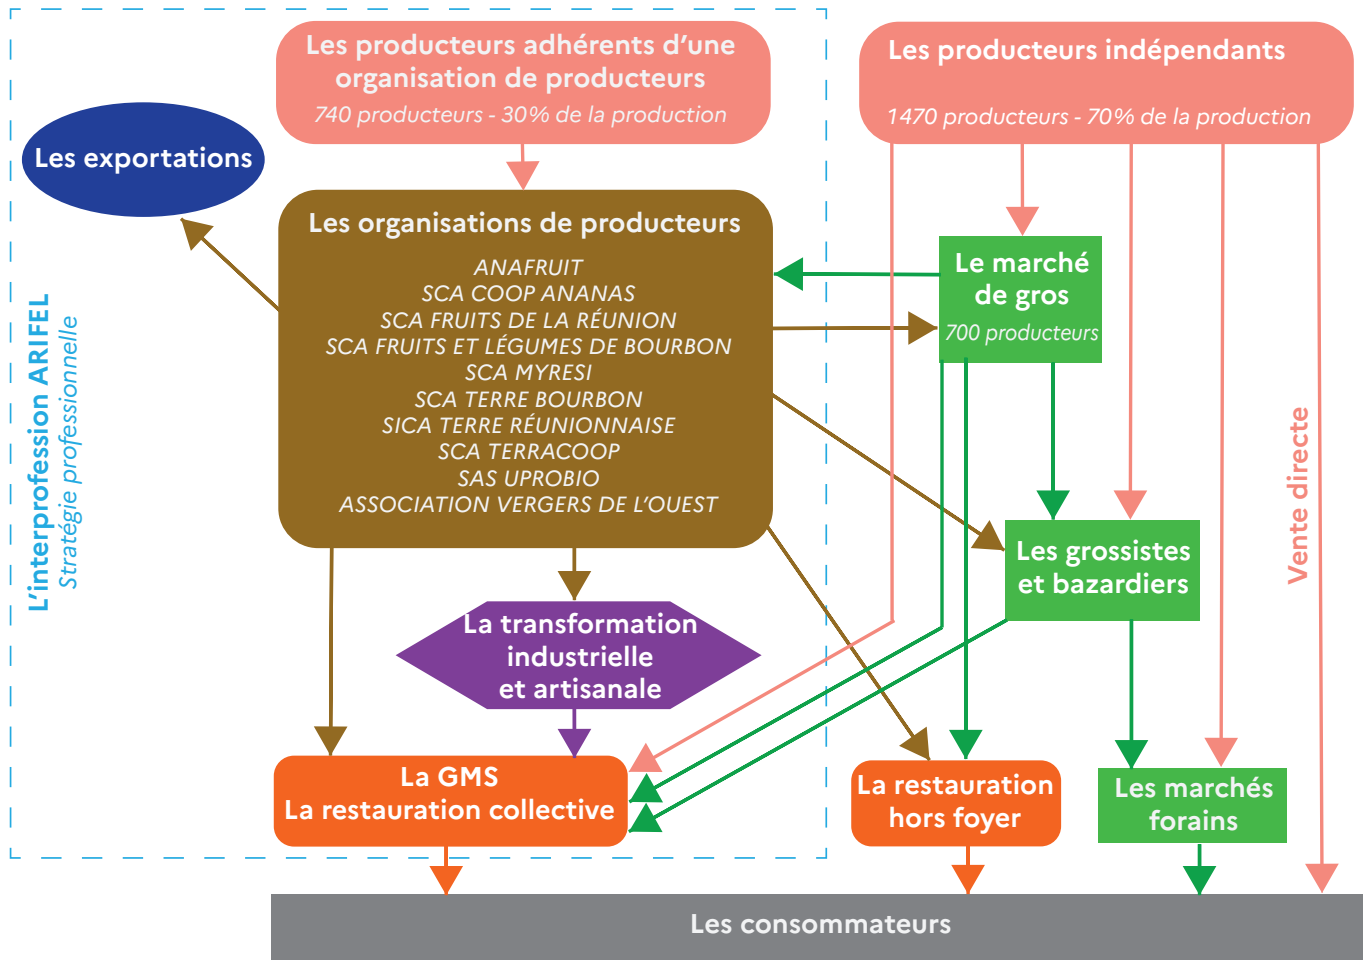 Les producteurs adhérents d’une
organisation de producteurs
740 producteurs - 30% de la production
Les producteurs indépendants
1470 producteurs - 70% de la production
Les exportations
L’interprofession ARIFEL
Stratégie professionnelle
Les organisations de producteurs
ANAFRUIT
SCA COOP ANANAS
SCA FRUITS DE LA RÉUNION
SCA FRUITS ET LÉGUMES DE BOURBON
SCA MYRESI
SCA TERRE BOURBON
SICA TERRE RÉUNIONNAISE
SCA TERRACOOP
SAS UPROBIO
ASSOCIATION VERGERS DE L’OUEST
Le marché
de gros
700 producteurs
Les grossistes
et bazardiers
Vente directe
La transformation
industrielle
et artisanale
La GMS
La restauration collective
La restauration
hors foyer
Les marchés
forains
Les consommateurs